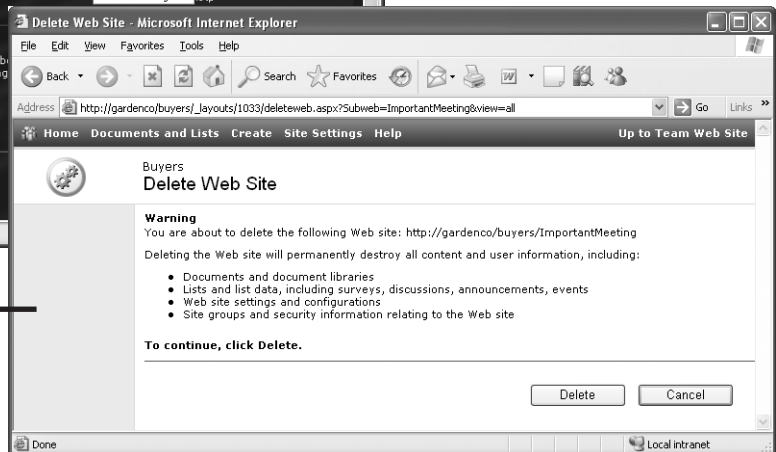 Delete Web Site - Microsoft Internet Explorer
File Edit View Favorites Tools Help
Back Search Favorites
Address http://gardenco/buyers/_layouts/1033/deleteweb.aspx?Subweb=ImportantMeeting&view=all Go Links »
Home Documents and Lists Create Site Settings Help Up to Team Web Site
Buyers
Delete Web Site
Warning
You are about to delete the following Web site: http://gardenco/buyers/ImportantMeeting
Deleting the Web site will permanently destroy all content and user information, including:
• Documents and document libraries
• Lists and list data, including surveys, discussions, announcements, events
• Web site settings and configurations
• Site groups and security information relating to the Web site
To continue, click Delete.
Delete Cancel
Done Local intranet